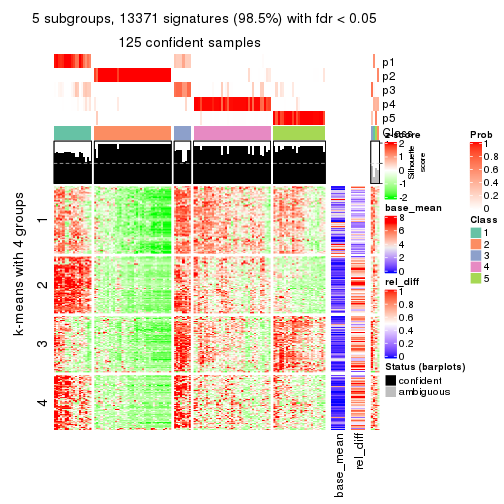 5 subgroups, 13371 signatures (98.5%) with fdr < 0.05
125 confident samples
p1
p2
p3
p4
p5
Class
z-score
2
1
0
-1
-2
Silhouette score
Prob
1
0.8
0.6
0.4
0.2
0
k-means with 4 groups
1
2
3
4
base_mean
8
6
4
2
0
Class
1
2
3
4
5
rel_diff
1
0.8
0.6
0.4
0.2
0
Status (barplots)
confident
ambiguous
base_mean
rel_diff